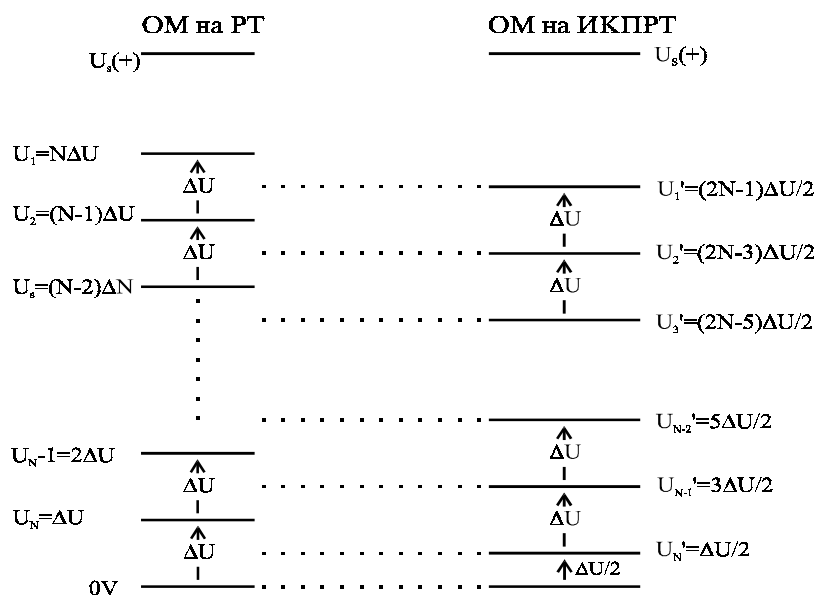 ОМ на РТ
ОМ на ИКПРТ
Us(+)
Us(+)
U1=NΔU
ΔU
U1'=(2N-1)ΔU/2
U2=(N-1)ΔU
ΔU
ΔU
U2'=(2N-3)ΔU/2
Us=(N-2)ΔN
ΔU
U3'=(2N-5)ΔU/2
UN-2'=5ΔU/2
UN-1=2ΔU
ΔU
ΔU
UN-1'=3ΔU/2
UN=ΔU
ΔU
ΔU
UN'=ΔU/2
ΔU/2
0V